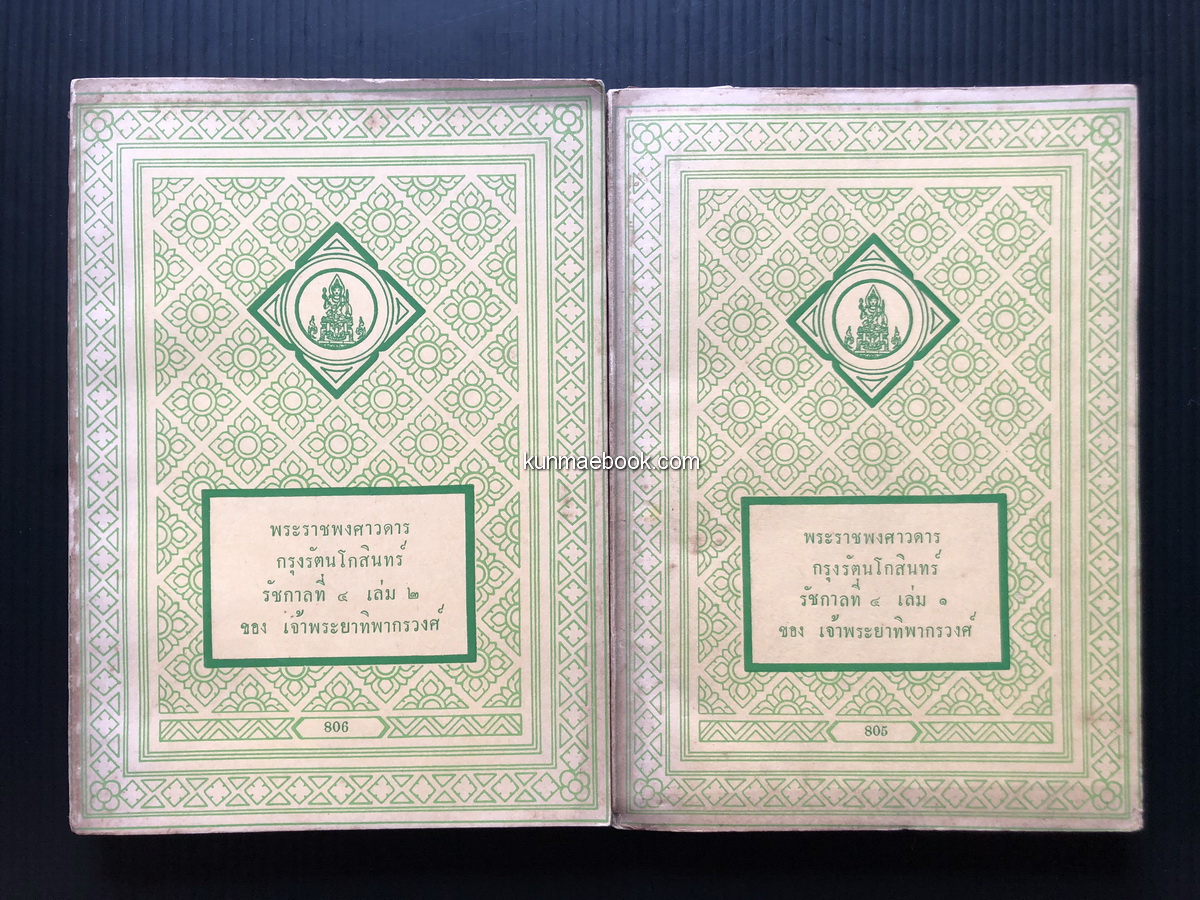 พระราชพงศาวดาร
กรุงรัตนโกสินทร์
รัชกาลที่ ๔ เล่ม ๒
ของ เจ้าพระยาทิพากรวงศ์
806
พระราชพงศาวดาร
กรุงรัตนโกสินทร์
รัชกาลที่ ๔ เล่ม ๑
ของ เจ้าพระยาทิพากรวงศ์
805
kunmaebook.com